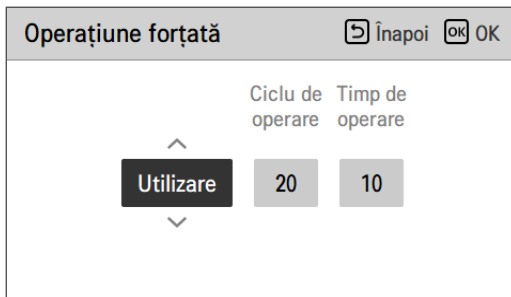 Operațiune forțată Înapoi OK OK
Ciclu de Timp de
operare operare
Utilizare 20 10